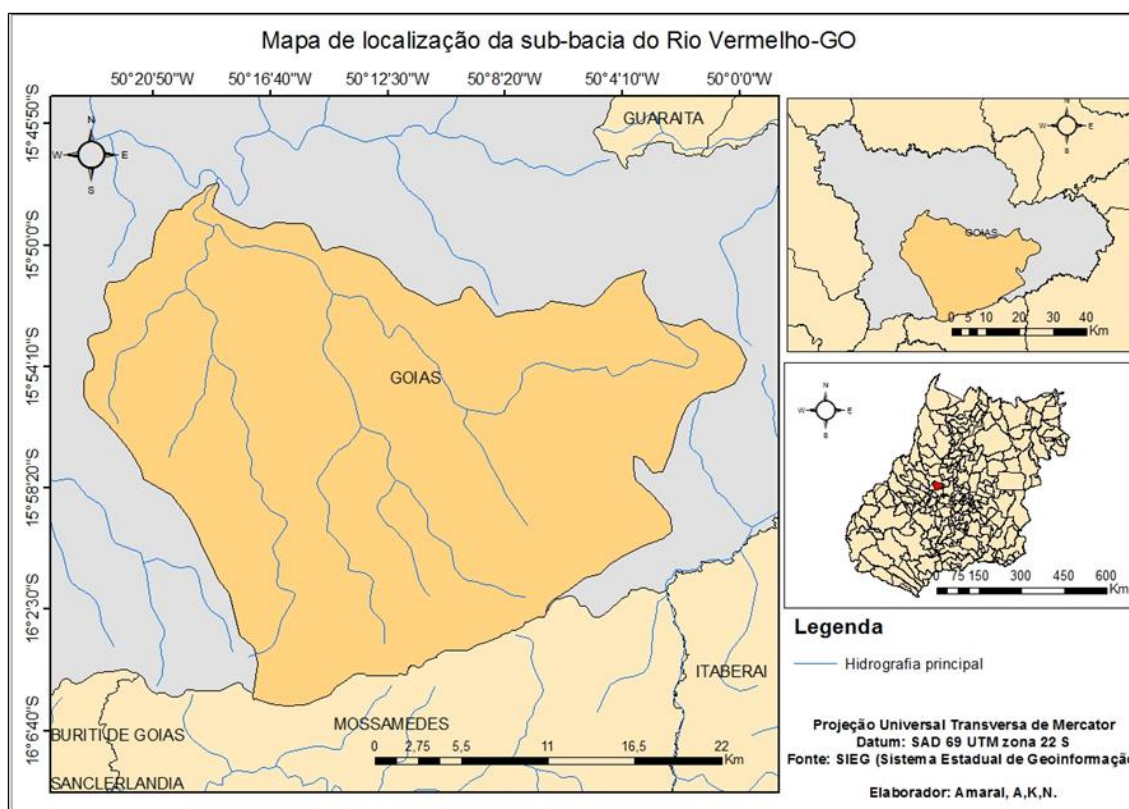 Mapa de localização da sub-bacia do Rio Vermelho-GO
50°20'50"W 50°16'40"W 50°12'30"W 50°8'20"W 50°4'10"W 50°0'0"W
15°45'50"S
15°50'0"S
15°54'10"S
15°58'20"S
16°2'30"S
16°6'40"S
N
W E
S
GUARAITA
GOIAS
ITABERAI
MOSSAMEDES
BURITI DE GOIAS
SANCLERLANDIA
0 2,75 5,5 11 16,5 22
Km
N
W E
S
GOIAS
0 5 10 20 30 40
Km
N
W E
S
0 75 150 300 450 600
Km
Legenda
Hidrografia principal
Projeção Universal Transversa de Mercator
Datum: SAD 69 UTM zona 22 S
Fonte: SIEG (Sistema Estadual de Geoinformação
Elaborador: Amaral, A,K,N.